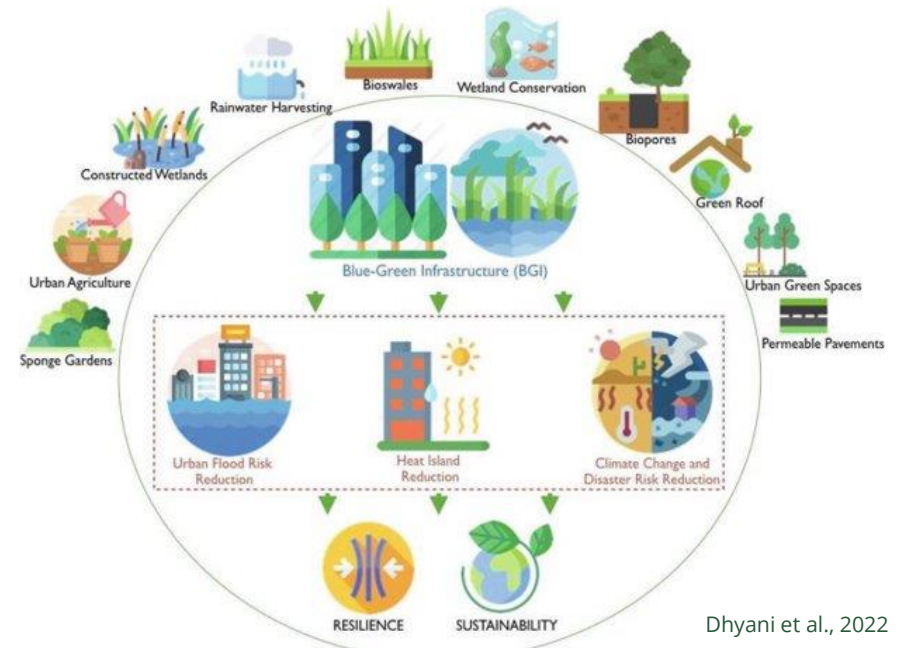 Bioswales
Wetland Conservation
Rainwater Harvesting
Biopores
Constructed Wetlands
Green Roof
Urban Agriculture
Urban Green Spaces
Sponge Gardens
Permeable Pavements
Blue-Green Infrastructure (BGI)
Urban Flood Risk
Reduction
Heat Island
Reduction
Climate Change and
Disaster Risk Reduction
RESILIENCE
SUSTAINABILITY
Dhyani et al., 2022